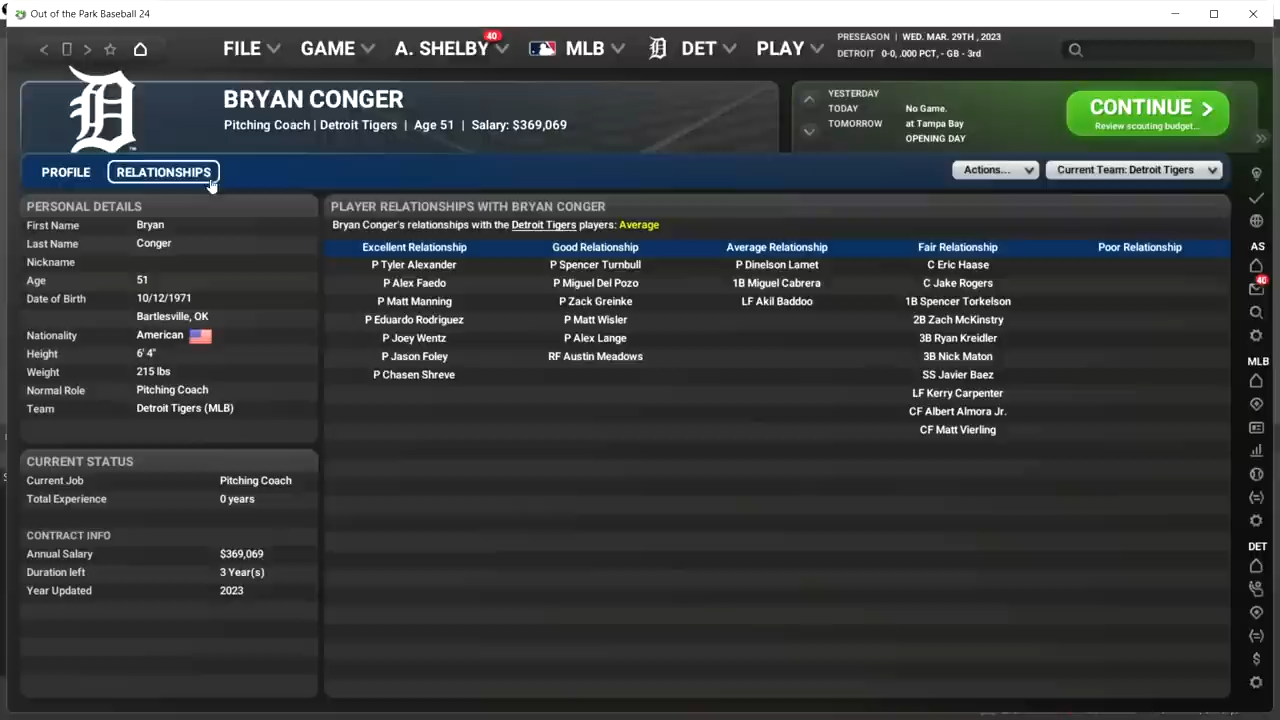 Out of the Park Baseball 24
FILE GAME A. SHELBY 40 MLB DET PLAY
PRESEASON | WED. MAR. 29TH , 2023
DETROIT 0-0, .000 PCT, - GB - 3rd
BRYAN CONGER
Pitching Coach | Detroit Tigers | Age 51 | Salary: $369,069
YESTERDAY
TODAY No Game.
TOMORROW at Tampa Bay
OPENING DAY
CONTINUE
Review scouting budget...
PROFILE RELATIONSHIPS
Actions... Current Team: Detroit Tigers
PERSONAL DETAILS
First Name Bryan
Last Name Conger
Nickname
Age 51
Date of Birth 10/12/1971
Bartlesville, OK
Nationality American
Height 6' 4"
Weight 215 lbs
Normal Role Pitching Coach
Team Detroit Tigers (MLB)
CURRENT STATUS
Current Job Pitching Coach
Total Experience 0 years
CONTRACT INFO
Annual Salary $369,069
Duration left 3 Year(s)
Year Updated 2023
PLAYER RELATIONSHIPS WITH BRYAN CONGER
Bryan Conger's relationships with the Detroit Tigers players: Average
Excellent Relationship Good Relationship Average Relationship Fair Relationship Poor Relationship
P Tyler Alexander P Spencer Turnbull P Dinelson Lamet C Eric Haase
P Alex Faedo P Miguel Del Pozo 1B Miguel Cabrera C Jake Rogers
P Matt Manning P Zack Greinke LF Akil Baddoo 1B Spencer Torkelson
P Eduardo Rodriguez P Matt Wisler 2B Zach McKinstry
P Joey Wentz P Alex Lange 3B Ryan Kreidler
P Jason Foley RF Austin Meadows 3B Nick Maton
P Chasen Shreve SS Javier Baez
LF Kerry Carpenter
CF Albert Almora Jr.
CF Matt Vierling
AS
40
MLB
DET